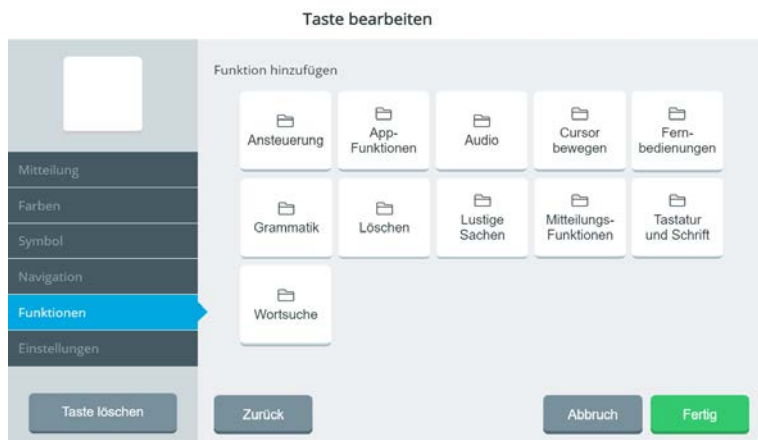 Taste bearbeiten
Funktion hinzufügen
Mitteilung
Farben
Symbol
Navigation
Funktionen
Einstellungen
Taste löschen
Ansteuerung
App-
Funktionen
Audio
Cursor
bewegen
Fern-
bedienungen
Grammatik
Löschen
Lustige
Sachen
Mitteilungs-
Funktionen
Tastatur
und Schrift
Wortsuche
Zurück
Abbruch
Fertig